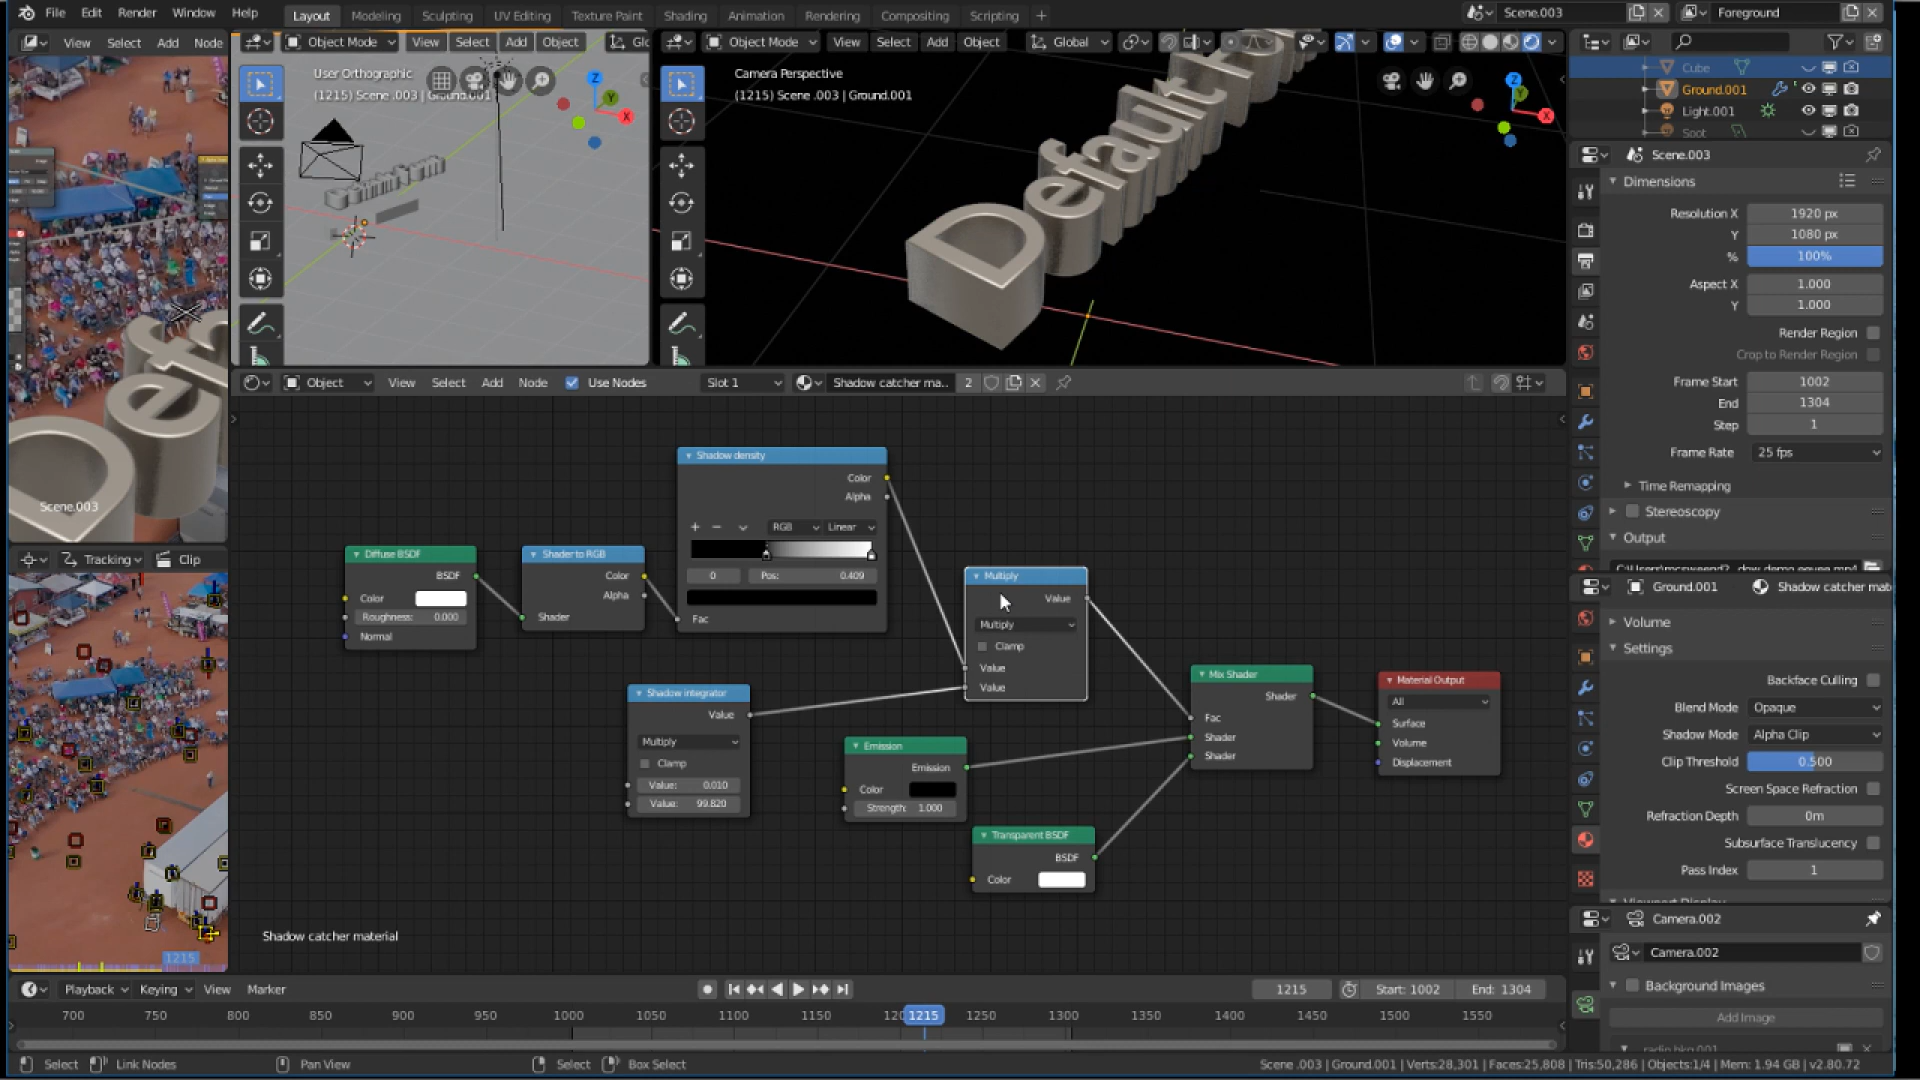 File Edit Render Window Help
Layout Modeling Sculpting UV Editing Texture Paint Shading Animation Rendering Compositing Scripting +
Scene.003
Foreground
View Select Add Node
Object Mode View Select Add Object
Object Mode View Select Add Object Global
User Orthographic
(1215) Scene .003 | Ground.001
Z
Y
X
Camera Perspective
(1215) Scene .003 | Ground.001
Z
Y
X
Default
Def
Scene.003
Cube
Ground.001
Light.001
Spot
Scene.003
Dimensions
Resolution X 1920 px
Y 1080 px
% 100%
Aspect X 1.000
Y 1.000
Render Region
Crop to Render Region
Frame Start 1002
End 1304
Step 1
Frame Rate 25 fps
Time Remapping
Stereoscopy
Output
Object View Select Add Node Use Nodes Slot 1 Shadow catcher ma.. 2
Shadow density
Color
Alpha
RGB Linear
0 Pos: 0.409
Fac
Diffuse BSDF
BSDF
Color
Roughness: 0.000
Normal
Shader to RGB
Color
Alpha
Shader
Multiply
Value
Multiply
Clamp
Value
Value
Shadow integrator
Value
Multiply
Clamp
Value: 0.010
Value: 99.820
Emission
Emission
Color
Strength: 1.000
Transparent BSDF
BSDF
Color
Mix Shader
Shader
Fac
Shader
Shader
Material Output
All
Surface
Volume
Displacement
Shadow catcher material
Tracking Clip
1215
Ground.001 Shadow catcher mat
Volume
Settings
Backface Culling
Blend Mode Opaque
Shadow Mode Alpha Clip
Clip Threshold 0.500
Screen Space Refraction
Refraction Depth 0m
Subsurface Translucency
Pass Index 1
Camera.002
Camera.002
Background Images
Add Image
Playback Keying View Marker
1215 Start: 1002 End: 1304
700 750 800 850 900 950 1000 1050 1100 1150 1215 1250 1300 1350 1400 1450 1500 1550
Select Link Nodes Pan View Select Box Select
Scene .003 | Ground.001 | Verts:28,301 | Faces:25,808 | Tris:50,286 | Objects:1/4 | Mem: 1.94 GB | v2.80.72